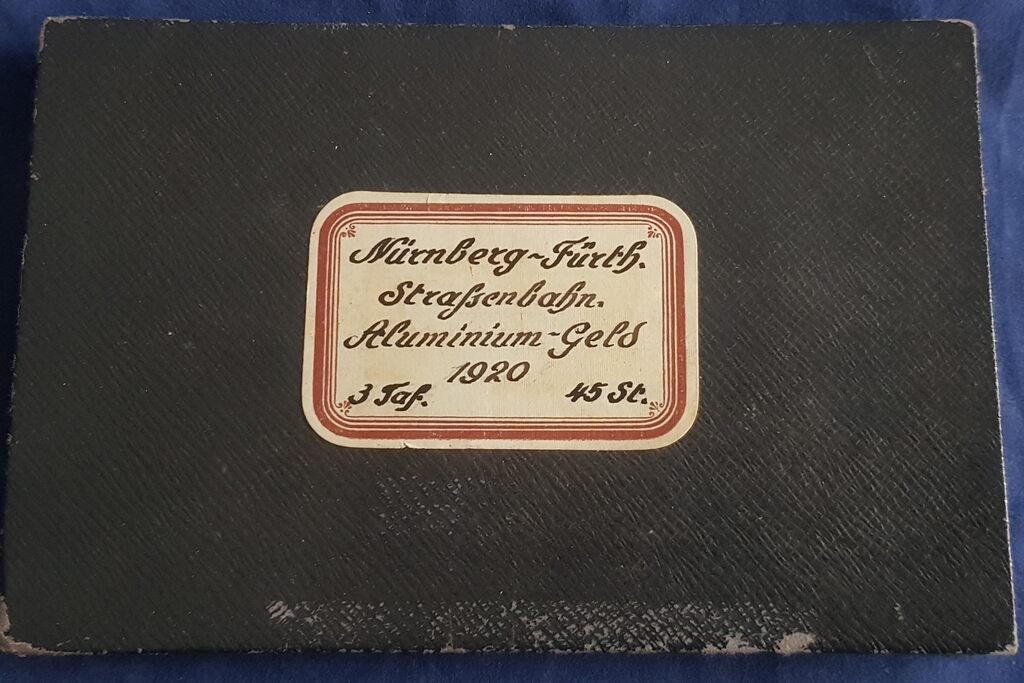 Nürnberg-Fürth.
Straßenbahn.
Aluminium-Geld
1920
3 Taf. 45 St.